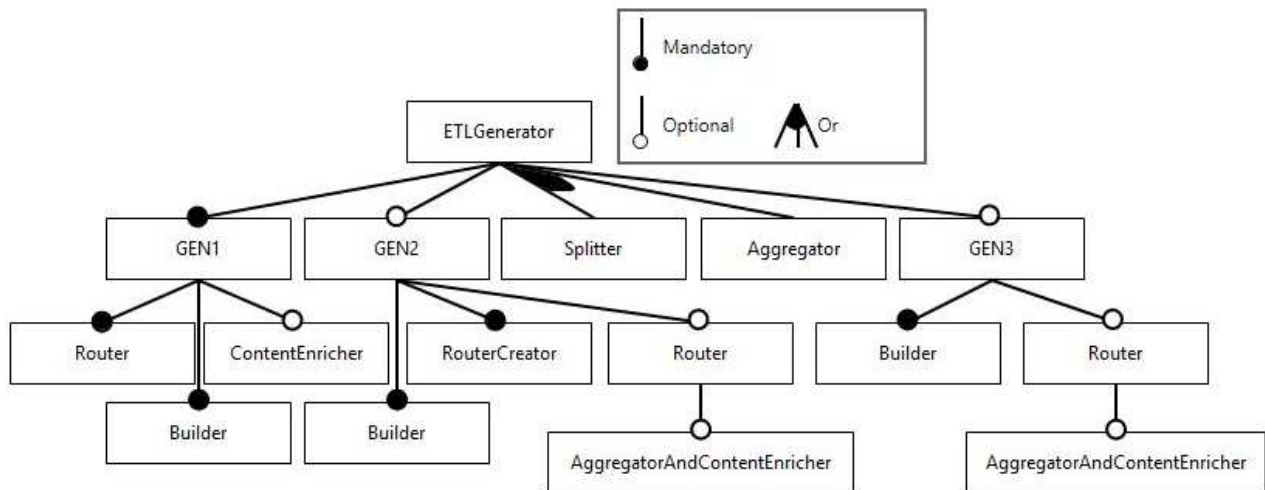 Mandatory
Optional
Or
ETLGenerator
GEN1
GEN2
Splitter
Aggregator
GEN3
Router
ContentEnricher
RouterCreator
Router
Builder
Router
Builder
Builder
AggregatorAndContentEnricher
AggregatorAndContentEnricher